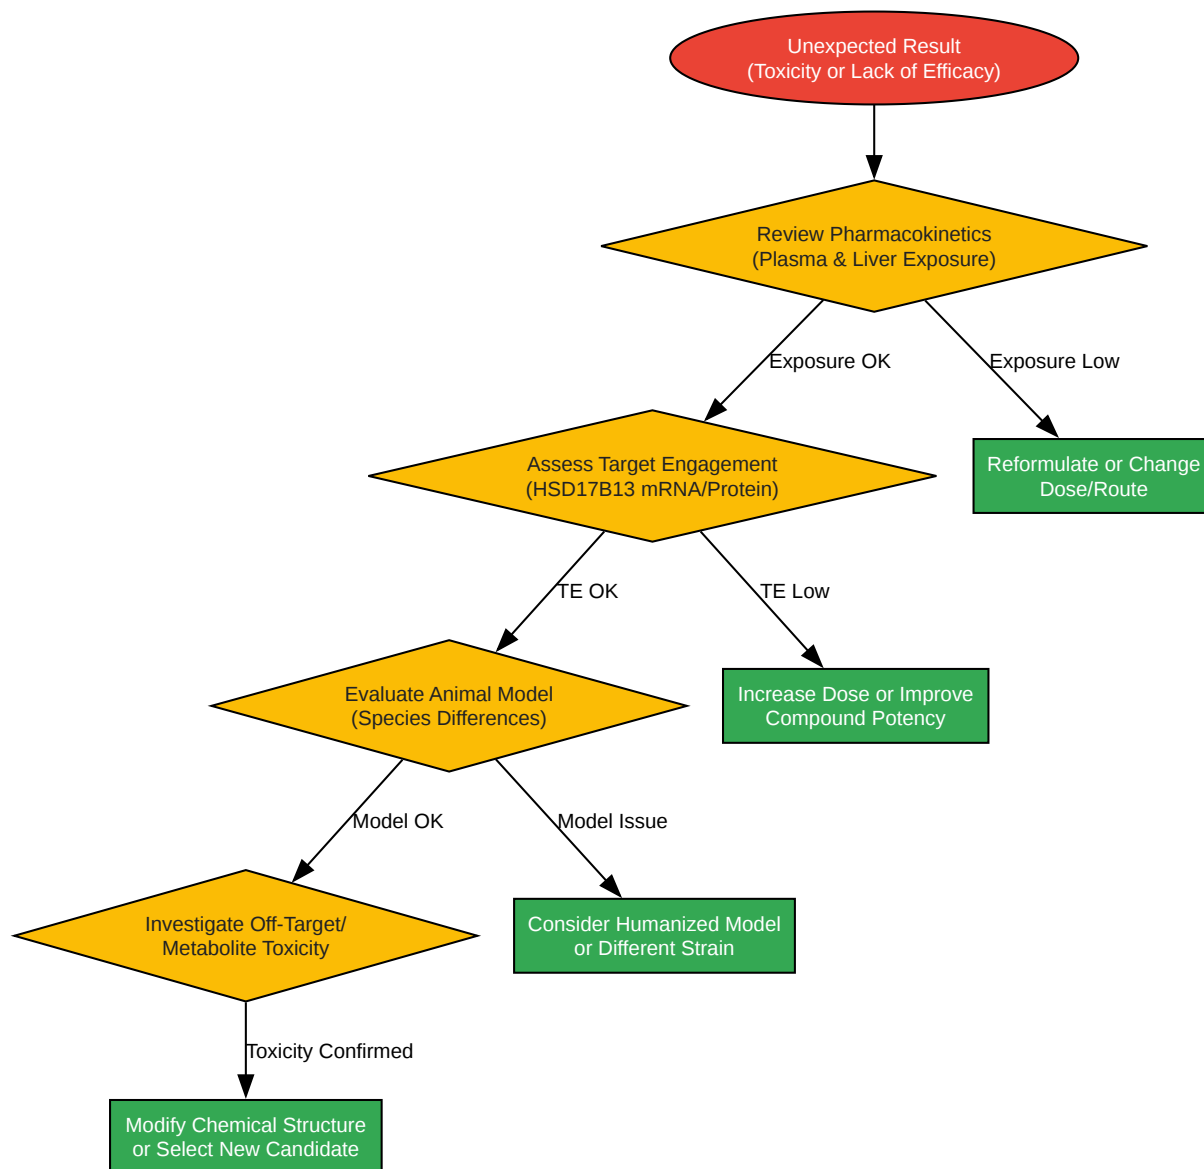 Unexpected Result
(Toxicity or Lack of Efficacy)
Review Pharmacokinetics
(Plasma & Liver Exposure)
Exposure OK
Exposure Low
Assess Target Engagement
(HSD17B13 mRNA/Protein)
Reformulate or Change
Dose/Route
TE OK
TE Low
Evaluate Animal Model
(Species Differences)
Increase Dose or Improve
Compound Potency
Model OK
Model Issue
Investigate Off-Target/
Metabolite Toxicity
Consider Humanized Model
or Different Strain
Toxicity Confirmed
Modify Chemical Structure
or Select New Candidate